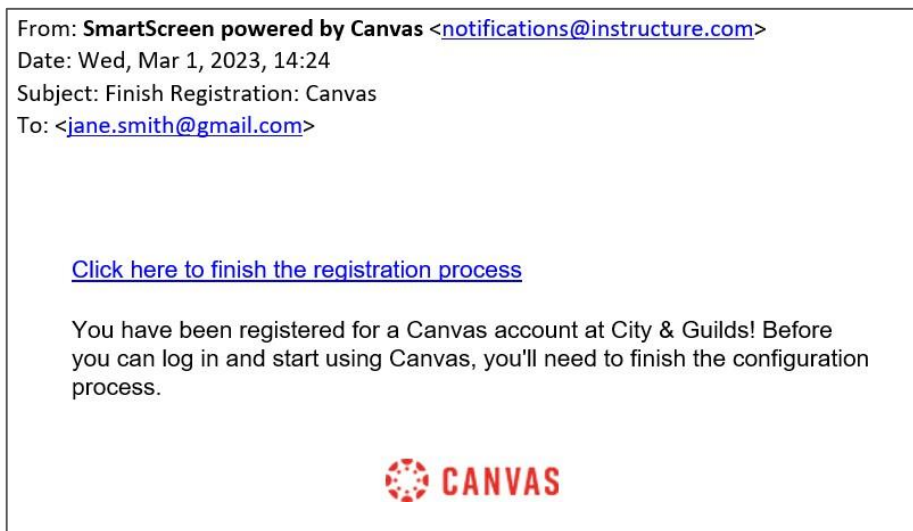 From: SmartScreen powered by Canvas <notifications@instructure.com>
Date: Wed, Mar 1, 2023, 14:24
Subject: Finish Registration: Canvas
To: <jane.smith@gmail.com>
Click here to finish the registration process
You have been registered for a Canvas account at City & Guilds! Before
you can log in and start using Canvas, you'll need to finish the configuration
process.
CANVAS